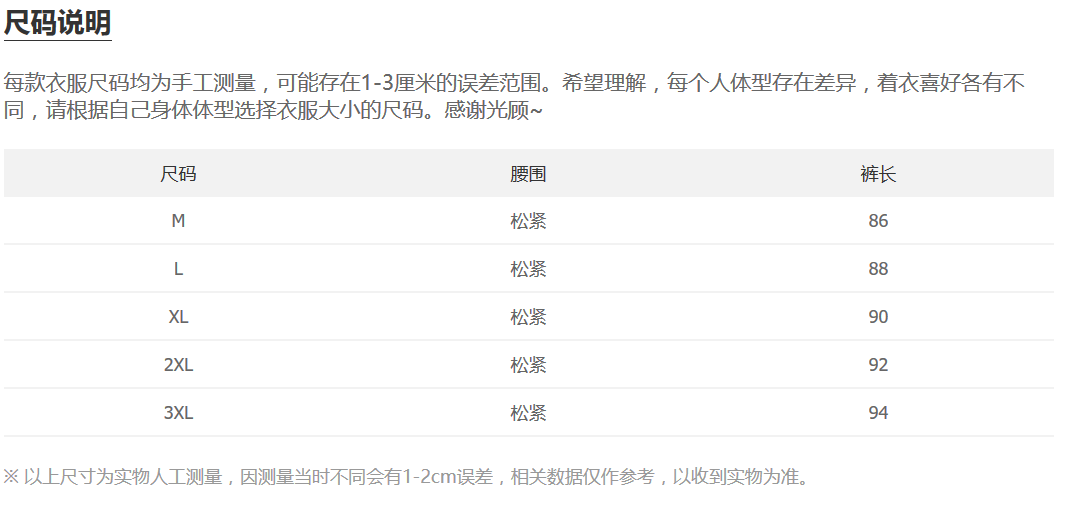 尺码说明
每款衣服尺码均为手工测量，可能存在1-3厘米的误差范围。希望理解，每个人体型存在差异，着衣喜好各有不
同，请根据自己身体体型选择衣服大小的尺码。感谢光顾~
尺码 腰围 裤长
M 松紧 86
L 松紧 88
XL 松紧 90
2XL 松紧 92
3XL 松紧 94
※ 以上尺寸为实物人工测量，因测量当时不同会有1-2cm误差，相关数据仅作参考，以收到实物为准。